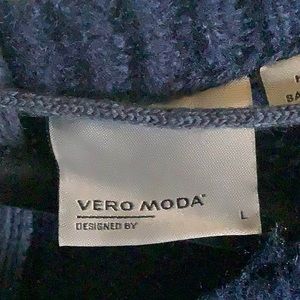 VERO MODA
L
DESIGNED BY